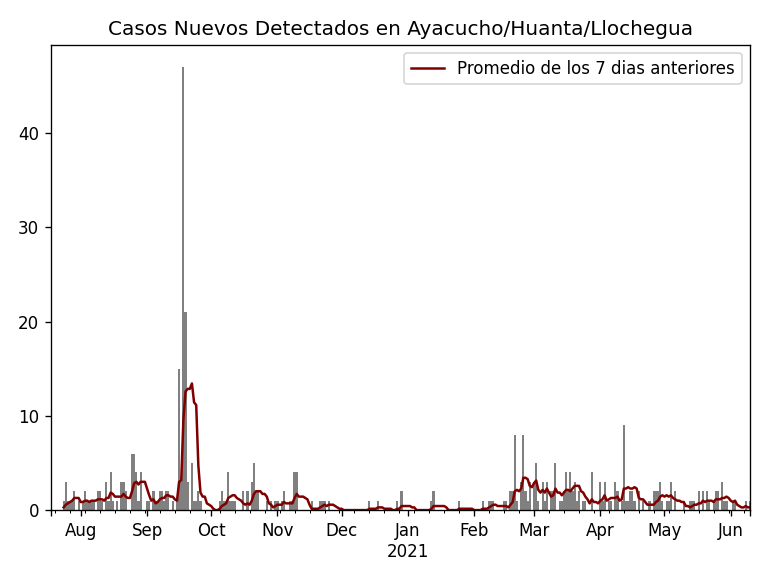 Casos Nuevos Detectados en Ayacucho/Huanta/Llochegua
Promedio de los 7 dias anteriores
40
30
20
10
0
Aug Sep Oct Nov Dec Jan Feb Mar Apr May Jun
2021